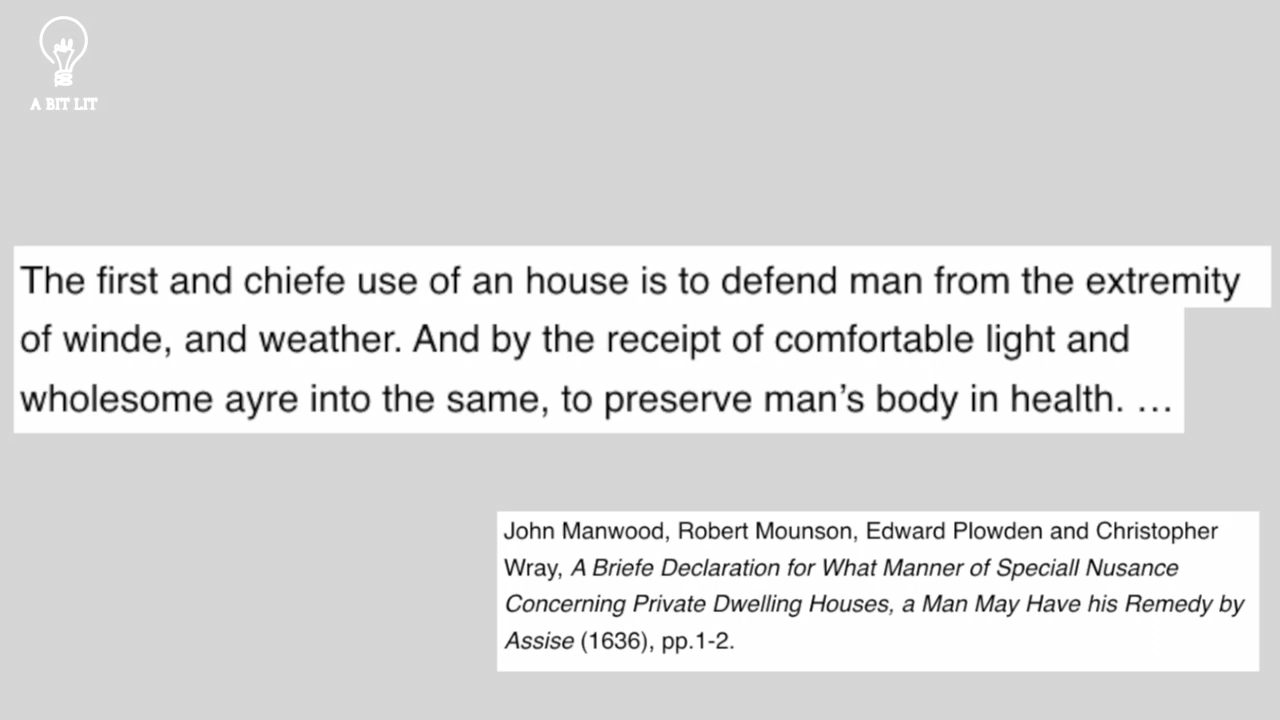 A BIT LIT
The first and chiefe use of an house is to defend man from the extremity
of winde, and weather. And by the receipt of comfortable light and
wholesome ayre into the same, to preserve man’s body in health. …
John Manwood, Robert Mounson, Edward Plowden and Christopher
Wray, A Briefe Declaration for What Manner of Speciall Nusance
Concerning Private Dwelling Houses, a Man May Have his Remedy by
Assise (1636), pp.1-2.